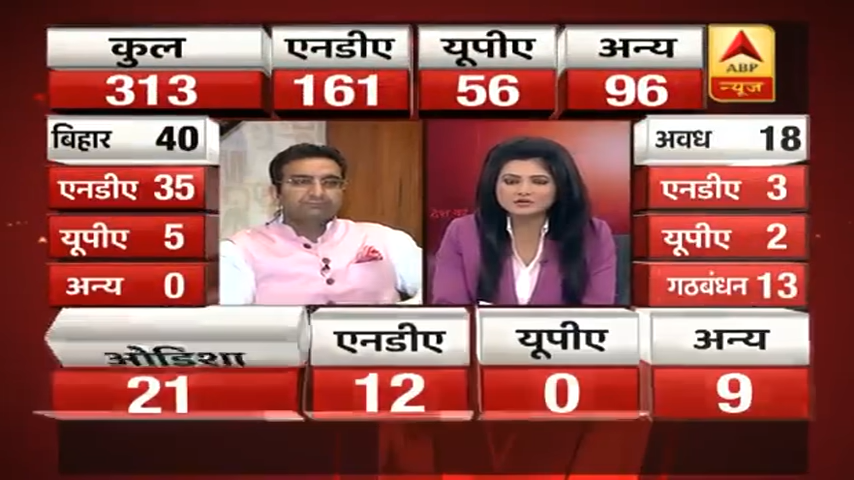 कुल एनडीए यूपीए अन्य
313 161 56 96
ABP
न्यूज़
बिहार 40
एनडीए 35
यूपीए 5
अन्य 0
अवध 18
एनडीए 3
यूपीए 2
गठबंधन 13
ओडिशा एनडीए यूपीए अन्य
21 12 0 9